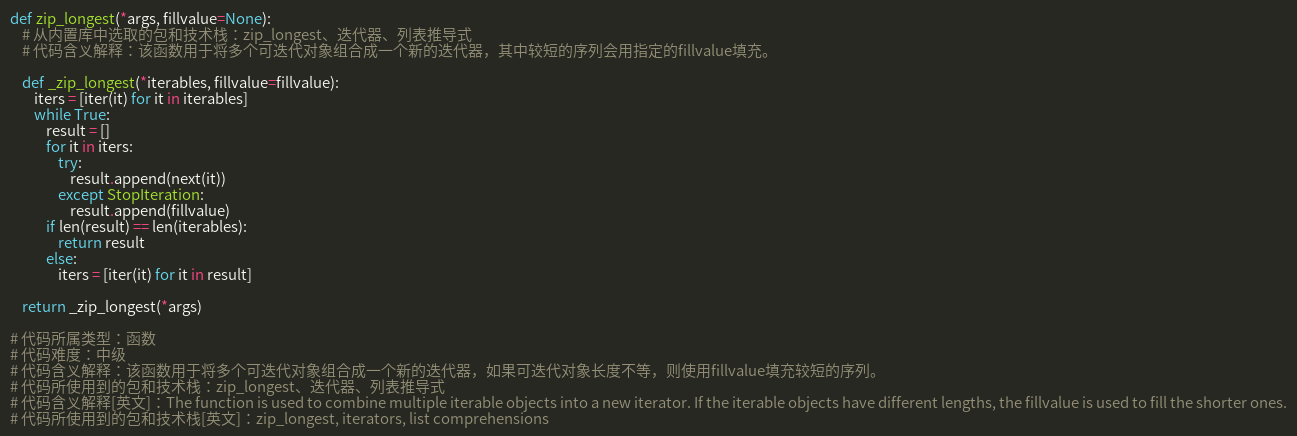 def zip_longest(*args, fillvalue=None):
    # 从内置库中选取的包和技术栈：zip_longest、迭代器、列表推导式
    # 代码含义解释：该函数用于将多个可迭代对象组合成一个新的迭代器，其中较短的序列会用指定的fillvalue填充。
    def _zip_longest(*iterables, fillvalue=fillvalue):
        iters = [iter(it) for it in iterables]
        while True:
            result = []
            for it in iters:
                try:
                    result.append(next(it))
                except StopIteration:
                    result.append(fillvalue)
            if len(result) == len(iterables):
                return result
            else:
                iters = [iter(it) for it in result]
    return _zip_longest(*args)
# 代码所属类型：函数
# 代码难度：中级
# 代码含义解释：该函数用于将多个可迭代对象组合成一个新的迭代器，如果可迭代对象长度不等，则使用fillvalue填充较短的序列。
# 代码所使用到的包和技术栈：zip_longest、迭代器、列表推导式
# 代码含义解释[英文]：The function is used to combine multiple iterable objects into a new iterator. If the iterable objects have different lengths, the fillvalue is used to fill the shorter ones.
# 代码所使用到的包和技术栈[英文]：zip_longest, iterators, list comprehensions